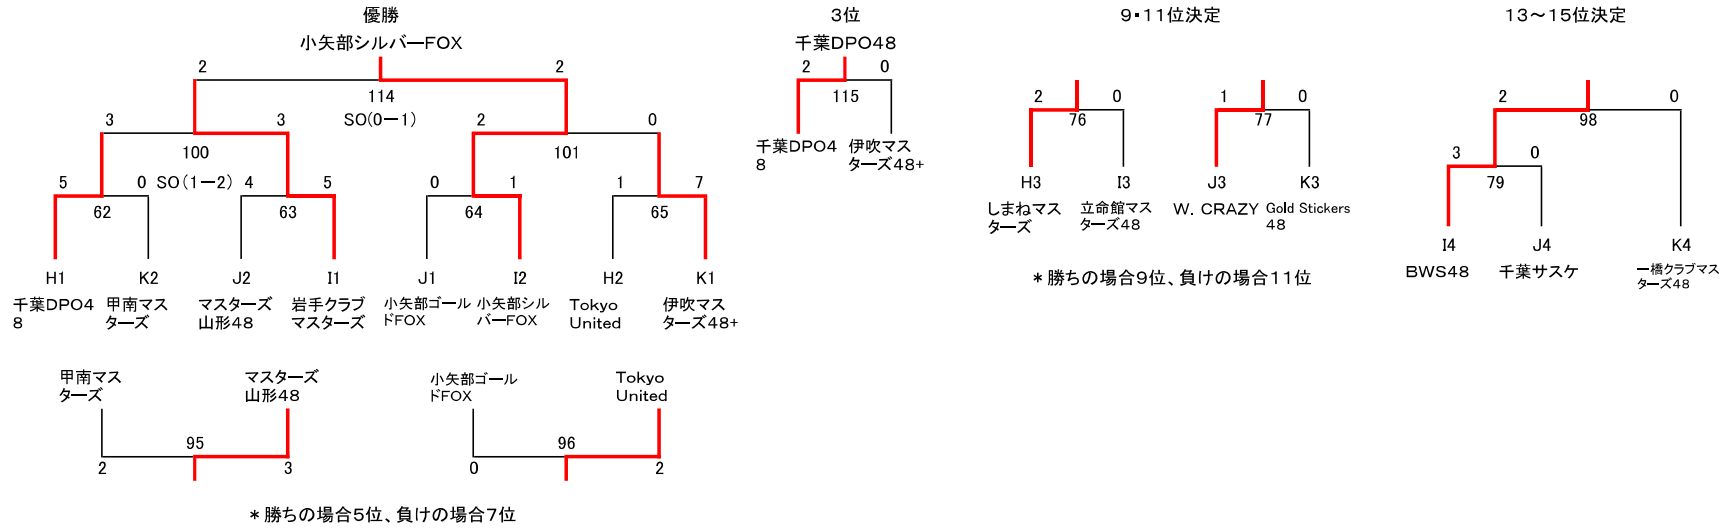 優勝
3位
9・11位決定
13～15位決定
小矢部シルバーFOX
千葉DPO48
2
2
2
0
114
115
SO(0－1)
2
0
1
0
2
0
76
77
98
3
3
2
0
千葉DPO4
8
伊吹マス
ターズ48+
100
101
SO(1－2)
5
0
4
5
0
1
1
7
62
63
64
65
H3
I3
J3
K3
しまねマス
ターズ
立命館マス
ターズ48
W. CRAZY
Gold Stickers
48
3
0
79
I4
J4
K4
BWS48
千葉サスケ
一橋クラブマス
ターズ48
H1
K2
J2
I1
J1
I2
H2
K1
千葉DPO4
8
甲南マス
ターズ
マスターズ
山形48
岩手クラブ
マスターズ
小矢部ゴール
ドFOX
小矢部シル
バーFOX
Tokyo
United
伊吹マス
ターズ48+
＊勝ちの場合9位、負けの場合11位
甲南マス
ターズ
マスターズ
山形48
小矢部ゴール
ドFOX
Tokyo
United
95
96
2
3
0
2
＊勝ちの場合5位、負けの場合7位